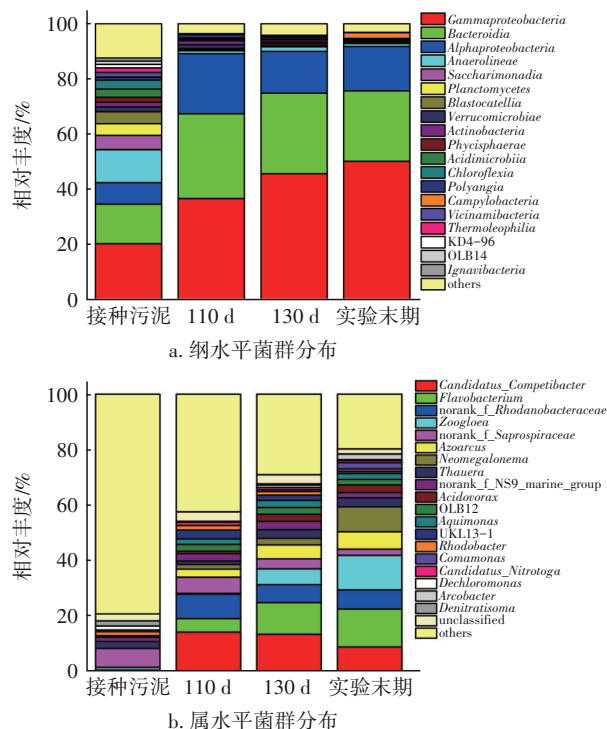 100
80
60
40
20
0
相对丰度/%
接种污泥 110 d 130 d 实验末期
Gammaproteobacteria
Bacteroidia
Alphaproteobacteria
Anaerolineae
Saccharimonadia
Planctomycetes
Blastocatellia
Verrucomicrobiae
Actinobacteria
Phycisphaerae
Acidimicrobiia
Chloroflexia
Polyangia
Campylobacteria
Vicinamibacteria
Thermoleophilia
KD4-96
OLB14
Ignavibacteria
others
a. 纲水平菌群分布
100
80
60
40
20
0
相对丰度/%
接种污泥 110 d 130 d 实验末期
Candidatus_Competibacter
Flavobacterium
norank_f_Rhodanobacteraceae
Zoogloea
norank_f_Saprospiraceae
Azoarcus
Neomegalonema
Thauera
norank_f_NS9_marine_group
Acidovorax
OLB12
Aquimonas
UKL13-1
Rhodobacter
Comamonas
Candidatus_Nitrotoga
Dechloromonas
Arcobacter
Denitratisoma
unclassified
others
b. 属水平菌群分布